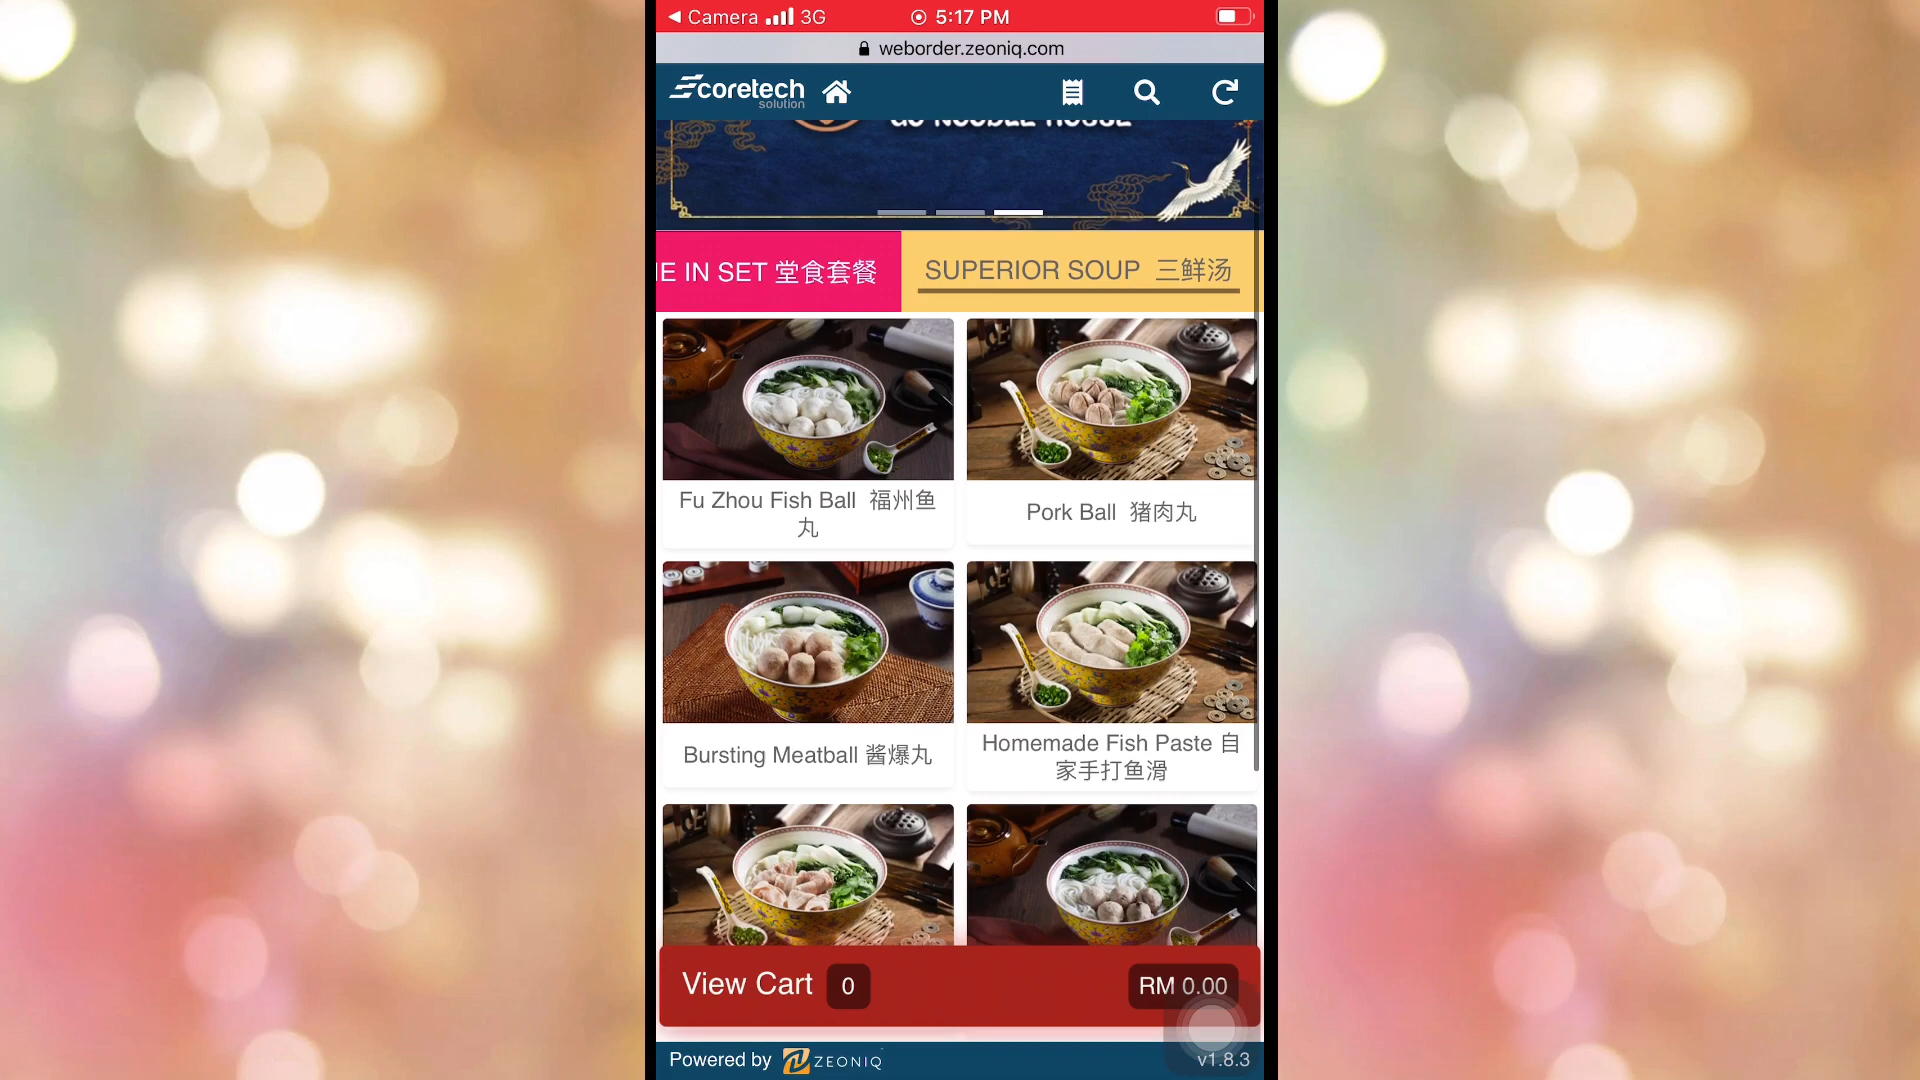 Camera 3G 5:17 PM
weborder.zeoniq.com
coretech
solution
GO NOODLE HOUSE
E IN SET 堂食套餐 SUPERIOR SOUP 三鲜汤
Fu Zhou Fish Ball 福州鱼
丸
Pork Ball 猪肉丸
Bursting Meatball 酱爆丸
Homemade Fish Paste 自
家手打鱼滑
View Cart 0 RM 0.00
Powered by ZEONIQ v1.8.3